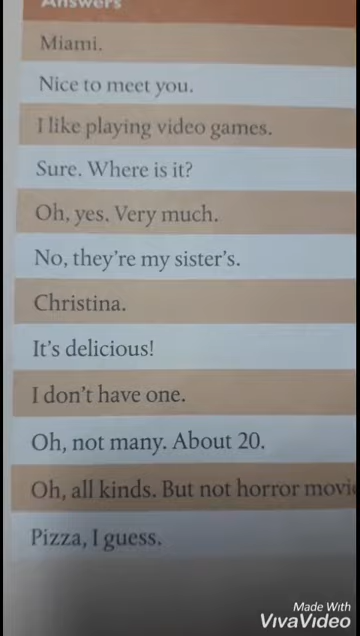 Answers
Miami.
Nice to meet you.
I like playing video games.
Sure. Where is it?
Oh, yes. Very much.
No, they're my sister's.
Christina.
It's delicious!
I don't have one.
Oh, not many. About 20.
Oh, all kinds. But not horror movie
Pizza, I guess.
Made With
VivaVideo